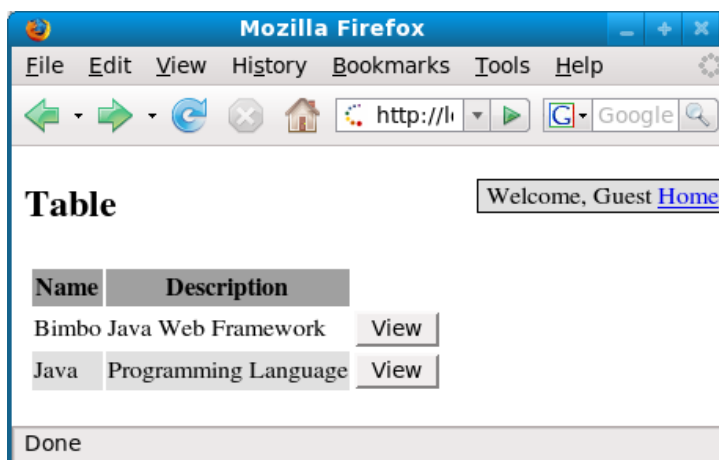 Mozilla Firefox
File Edit View History Bookmarks Tools Help
http://l G Google
Table
Welcome, Guest Home
Name Description
Bimbo Java Web Framework View
Java Programming Language View
Done